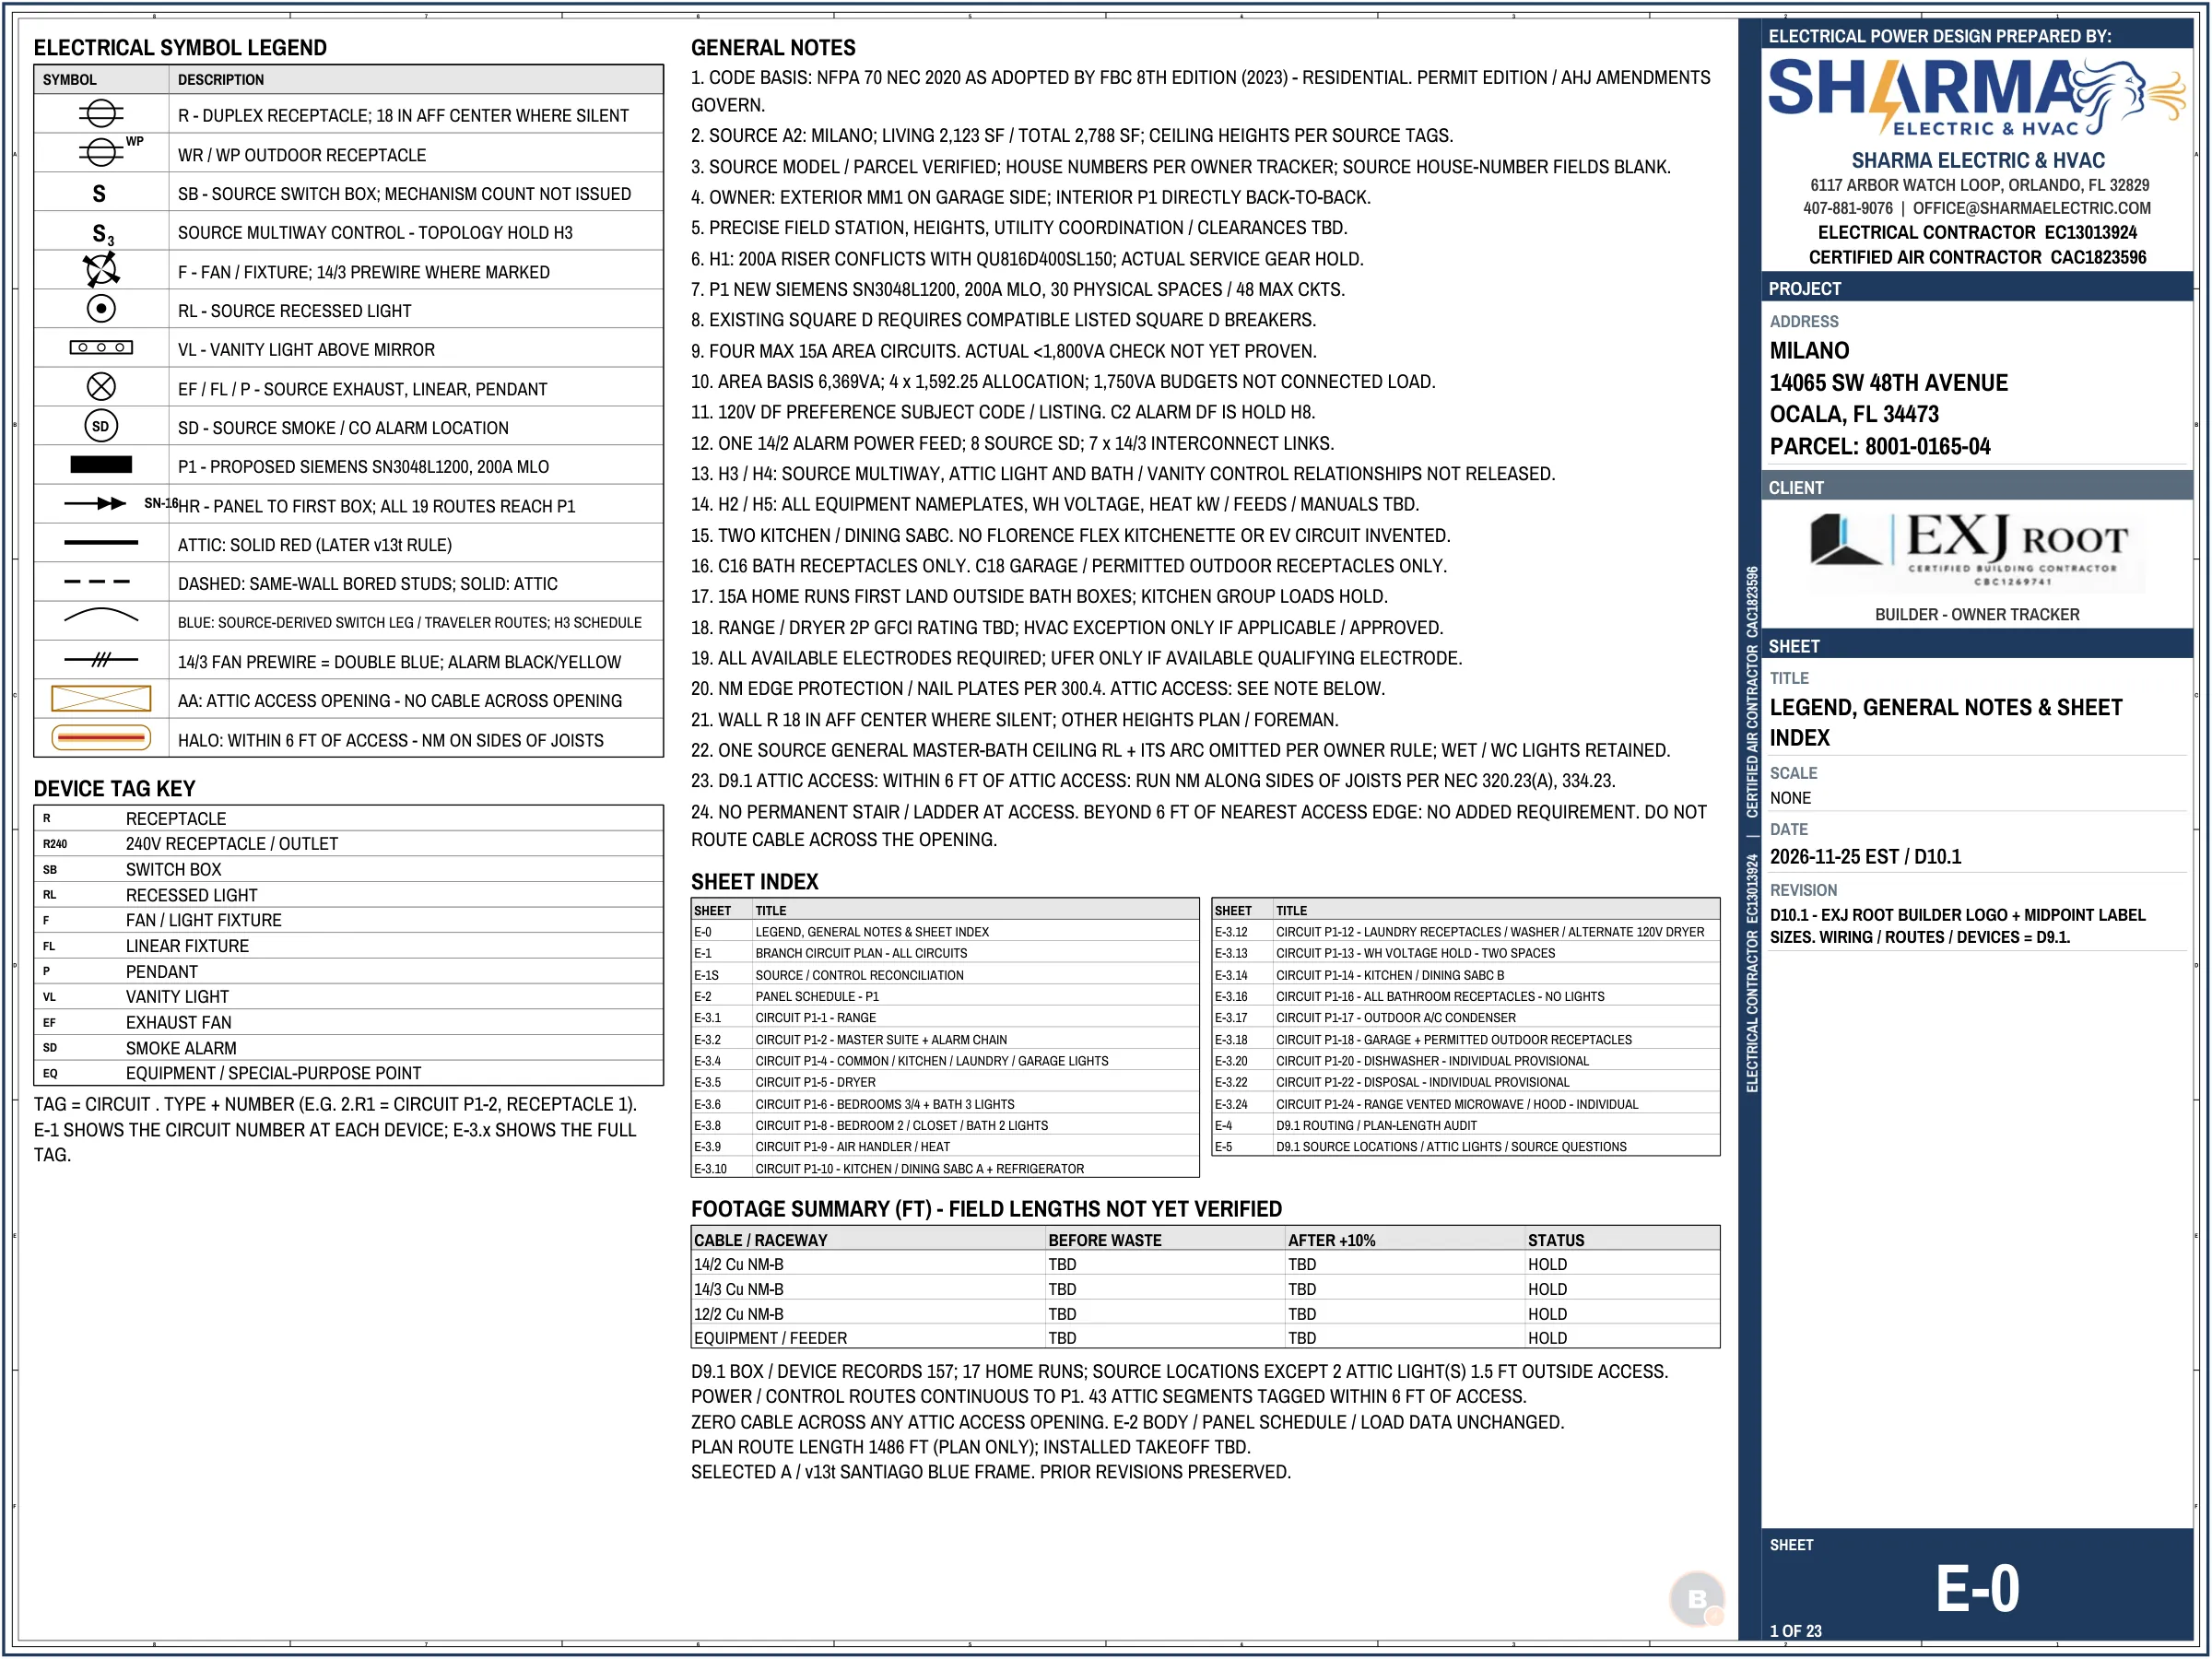 ELECTRICAL SYMBOL LEGEND
SYMBOL DESCRIPTION
R - DUPLEX RECEPTACLE; 18 IN AFF CENTER WHERE SILENT
WP WR / WP OUTDOOR RECEPTACLE
S SB - SOURCE SWITCH BOX; MECHANISM COUNT NOT ISSUED
S3 SOURCE MULTIWAY CONTROL - TOPOLOGY HOLD H3
F - FAN / FIXTURE; 14/3 PREWIRE WHERE MARKED
RL - SOURCE RECESSED LIGHT
VL - VANITY LIGHT ABOVE MIRROR
EF / FL / P - SOURCE EXHAUST, LINEAR, PENDANT
SD SD - SOURCE SMOKE / CO ALARM LOCATION
P1 - PROPOSED SIEMENS SN3048L1200, 200A MLO
SN-16 HR - PANEL TO FIRST BOX; ALL 19 ROUTES REACH P1
ATTIC: SOLID RED (LATER v13t RULE)
DASHED: SAME-WALL BORED STUDS; SOLID: ATTIC
BLUE: SOURCE-DERIVED SWITCH LEG / TRAVELER ROUTES; H3 SCHEDULE
14/3 FAN PREWIRE = DOUBLE BLUE; ALARM BLACK/YELLOW
AA: ATTIC ACCESS OPENING - NO CABLE ACROSS OPENING
HALO: WITHIN 6 FT OF ACCESS - NM ON SIDES OF JOISTS
DEVICE TAG KEY
R RECEPTACLE
R240 240V RECEPTACLE / OUTLET
SB SWITCH BOX
RL RECESSED LIGHT
F FAN / LIGHT FIXTURE
FL LINEAR FIXTURE
P PENDANT
VL VANITY LIGHT
EF EXHAUST FAN
SD SMOKE ALARM
EQ EQUIPMENT / SPECIAL-PURPOSE POINT
TAG = CIRCUIT . TYPE + NUMBER (E.G. 2.R1 = CIRCUIT P1-2, RECEPTACLE 1).
E-1 SHOWS THE CIRCUIT NUMBER AT EACH DEVICE; E-3.x SHOWS THE FULL
TAG.
GENERAL NOTES
1. CODE BASIS: NFPA 70 NEC 2020 AS ADOPTED BY FBC 8TH EDITION (2023) - RESIDENTIAL. PERMIT EDITION / AHJ AMENDMENTS
GOVERN.
2. SOURCE A2: MILANO; LIVING 2,123 SF / TOTAL 2,788 SF; CEILING HEIGHTS PER SOURCE TAGS.
3. SOURCE MODEL / PARCEL VERIFIED; HOUSE NUMBERS PER OWNER TRACKER; SOURCE HOUSE-NUMBER FIELDS BLANK.
4. OWNER: EXTERIOR MM1 ON GARAGE SIDE; INTERIOR P1 DIRECTLY BACK-TO-BACK.
5. PRECISE FIELD STATION, HEIGHTS, UTILITY COORDINATION / CLEARANCES TBD.
6. H1: 200A RISER CONFLICTS WITH QU816D400SL150; ACTUAL SERVICE GEAR HOLD.
7. P1 NEW SIEMENS SN3048L1200, 200A MLO, 30 PHYSICAL SPACES / 48 MAX CKTS.
8. EXISTING SQUARE D REQUIRES COMPATIBLE LISTED SQUARE D BREAKERS.
9. FOUR MAX 15A AREA CIRCUITS. ACTUAL <1,800VA CHECK NOT YET PROVEN.
10. AREA BASIS 6,369VA; 4 x 1,592.25 ALLOCATION; 1,750VA BUDGETS NOT CONNECTED LOAD.
11. 120V DF PREFERENCE SUBJECT CODE / LISTING. C2 ALARM DF IS HOLD H8.
12. ONE 14/2 ALARM POWER FEED; 8 SOURCE SD; 7 x 14/3 INTERCONNECT LINKS.
13. H3 / H4: SOURCE MULTIWAY, ATTIC LIGHT AND BATH / VANITY CONTROL RELATIONSHIPS NOT RELEASED.
14. H2 / H5: ALL EQUIPMENT NAMEPLATES, WH VOLTAGE, HEAT kW / FEEDS / MANUALS TBD.
15. TWO KITCHEN / DINING SABC. NO FLORENCE FLEX KITCHENETTE OR EV CIRCUIT INVENTED.
16. C16 BATH RECEPTACLES ONLY. C18 GARAGE / PERMITTED OUTDOOR RECEPTACLES ONLY.
17. 15A HOME RUNS FIRST LAND OUTSIDE BATH BOXES; KITCHEN GROUP LOADS HOLD.
18. RANGE / DRYER 2P GFCI RATING TBD; HVAC EXCEPTION ONLY IF APPLICABLE / APPROVED.
19. ALL AVAILABLE ELECTRODES REQUIRED; UFER ONLY IF AVAILABLE QUALIFYING ELECTRODE.
20. NM EDGE PROTECTION / NAIL PLATES PER 300.4. ATTIC ACCESS: SEE NOTE BELOW.
21. WALL R 18 IN AFF CENTER WHERE SILENT; OTHER HEIGHTS PLAN / FOREMAN.
22. ONE SOURCE GENERAL MASTER-BATH CEILING RL + ITS ARC OMITTED PER OWNER RULE; WET / WC LIGHTS RETAINED.
23. D9.1 ATTIC ACCESS: WITHIN 6 FT OF ATTIC ACCESS: RUN NM ALONG SIDES OF JOISTS PER NEC 320.23(A), 334.23.
24. NO PERMANENT STAIR / LADDER AT ACCESS. BEYOND 6 FT OF NEAREST ACCESS EDGE: NO ADDED REQUIREMENT. DO NOT
ROUTE CABLE ACROSS THE OPENING.
SHEET INDEX
SHEET TITLE
E-0 LEGEND, GENERAL NOTES & SHEET INDEX
E-1 BRANCH CIRCUIT PLAN - ALL CIRCUITS
E-1S SOURCE / CONTROL RECONCILIATION
E-2 PANEL SCHEDULE - P1
E-3.1 CIRCUIT P1-1 - RANGE
E-3.2 CIRCUIT P1-2 - MASTER SUITE + ALARM CHAIN
E-3.4 CIRCUIT P1-4 - COMMON / KITCHEN / LAUNDRY / GARAGE LIGHTS
E-3.5 CIRCUIT P1-5 - DRYER
E-3.6 CIRCUIT P1-6 - BEDROOMS 3/4 + BATH 3 LIGHTS
E-3.8 CIRCUIT P1-8 - BEDROOM 2 / CLOSET / BATH 2 LIGHTS
E-3.9 CIRCUIT P1-9 - AIR HANDLER / HEAT
E-3.10 CIRCUIT P1-10 - KITCHEN / DINING SABC A + REFRIGERATOR
SHEET TITLE
E-3.12 CIRCUIT P1-12 - LAUNDRY RECEPTACLES / WASHER / ALTERNATE 120V DRYER
E-3.13 CIRCUIT P1-13 - WH VOLTAGE HOLD - TWO SPACES
E-3.14 CIRCUIT P1-14 - KITCHEN / DINING SABC B
E-3.16 CIRCUIT P1-16 - ALL BATHROOM RECEPTACLES - NO LIGHTS
E-3.17 CIRCUIT P1-17 - OUTDOOR A/C CONDENSER
E-3.18 CIRCUIT P1-18 - GARAGE + PERMITTED OUTDOOR RECEPTACLES
E-3.20 CIRCUIT P1-20 - DISHWASHER - INDIVIDUAL PROVISIONAL
E-3.22 CIRCUIT P1-22 - DISPOSAL - INDIVIDUAL PROVISIONAL
E-3.24 CIRCUIT P1-24 - RANGE VENTED MICROWAVE / HOOD - INDIVIDUAL
E-4 D9.1 ROUTING / PLAN-LENGTH AUDIT
E-5 D9.1 SOURCE LOCATIONS / ATTIC LIGHTS / SOURCE QUESTIONS
FOOTAGE SUMMARY (FT) - FIELD LENGTHS NOT YET VERIFIED
CABLE / RACEWAY BEFORE WASTE AFTER +10% STATUS
14/2 Cu NM-B TBD TBD HOLD
14/3 Cu NM-B TBD TBD HOLD
12/2 Cu NM-B TBD TBD HOLD
EQUIPMENT / FEEDER TBD TBD HOLD
D9.1 BOX / DEVICE RECORDS 157; 17 HOME RUNS; SOURCE LOCATIONS EXCEPT 2 ATTIC LIGHT(S) 1.5 FT OUTSIDE ACCESS.
POWER / CONTROL ROUTES CONTINUOUS TO P1. 43 ATTIC SEGMENTS TAGGED WITHIN 6 FT OF ACCESS.
ZERO CABLE ACROSS ANY ATTIC ACCESS OPENING. E-2 BODY / PANEL SCHEDULE / LOAD DATA UNCHANGED.
PLAN ROUTE LENGTH 1486 FT (PLAN ONLY); INSTALLED TAKEOFF TBD.
SELECTED A / v13t SANTIAGO BLUE FRAME. PRIOR REVISIONS PRESERVED.
B
ELECTRICAL CONTRACTOR EC13013924 | CERTIFIED AIR CONTRACTOR CAC1823596
ELECTRICAL POWER DESIGN PREPARED BY:
SHARMA
ELECTRIC & HVAC
SHARMA ELECTRIC & HVAC
6117 ARBOR WATCH LOOP, ORLANDO, FL 32829
407-881-9076 | OFFICE@SHARMAELECTRIC.COM
ELECTRICAL CONTRACTOR EC13013924
CERTIFIED AIR CONTRACTOR CAC1823596
PROJECT
ADDRESS
MILANO
14065 SW 48TH AVENUE
OCALA, FL 34473
PARCEL: 8001-0165-04
CLIENT
EXJ ROOT
CERTIFIED BUILDING CONTRACTOR
CBC1269741
BUILDER - OWNER TRACKER
SHEET
TITLE
LEGEND, GENERAL NOTES & SHEET
INDEX
SCALE
NONE
DATE
2026-11-25 EST / D10.1
REVISION
D10.1 - EXJ ROOT BUILDER LOGO + MIDPOINT LABEL
SIZES. WIRING / ROUTES / DEVICES = D9.1.
SHEET
E-0
1 OF 23